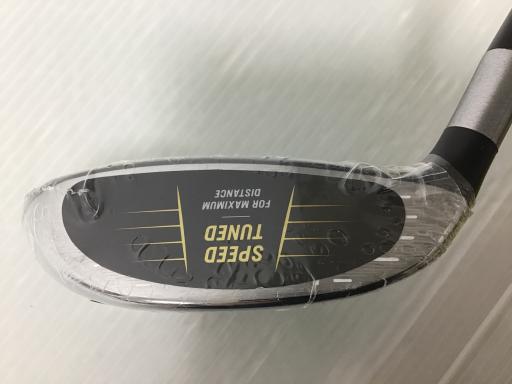 SPEED
TUNED
FOR MAXIMUM
DISTANCE